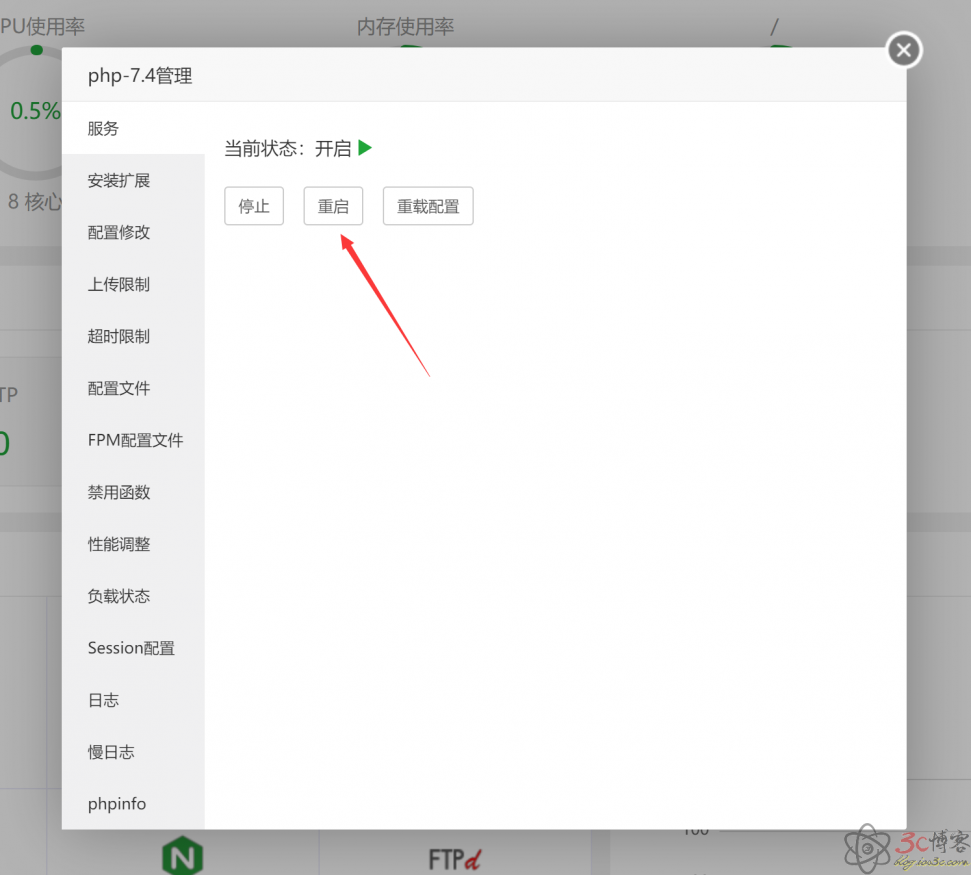 PU使用率
内存使用率
/
php-7.4管理
0.5%
服务
当前状态：开启
安装扩展
8 核心
停止
重启
重载配置
配置修改
上传限制
超时限制
配置文件
TP
0
FPM配置文件
禁用函数
性能调整
负载状态
Session配置
日志
慢日志
phpinfo
100
N
FTPd
3c博客
blog.ioo3c.com